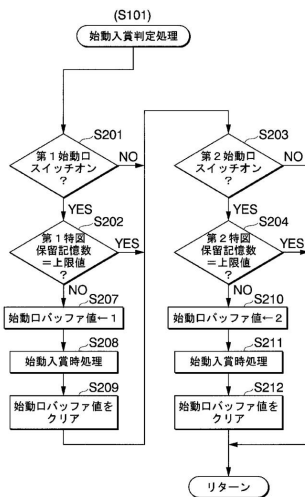 (S101)
始動入賞判定処理
S201
第1始動口
スイッチオン
?
NO
YES
S202
第1特図
保留記憶数
=上限値
?
YES
NO
S207
始動口バッファ値←1
S208
始動入賞時処理
S209
始動口バッファ値を
クリア
S203
第2始動口
スイッチオン
?
NO
YES
S204
第2特図
保留記憶数
=上限値
?
YES
NO
S210
始動口バッファ値←2
S211
始動入賞時処理
S212
始動口バッファ値を
クリア
リターン